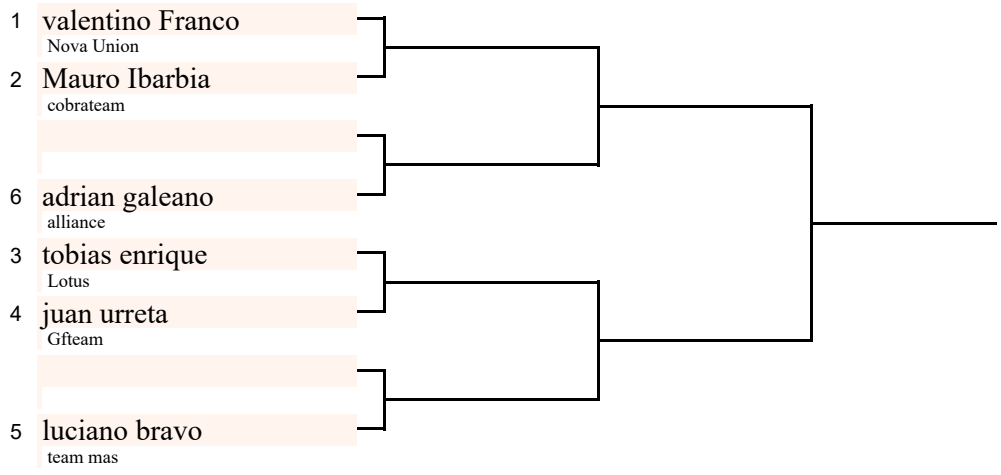 1 valentino Franco
Nova Union
2 Mauro Ibarbia
cobrateam
6 adrian galeano
alliance
3 tobias enrique
Lotus
4 juan urreta
Gfteam
5 luciano bravo
team mas